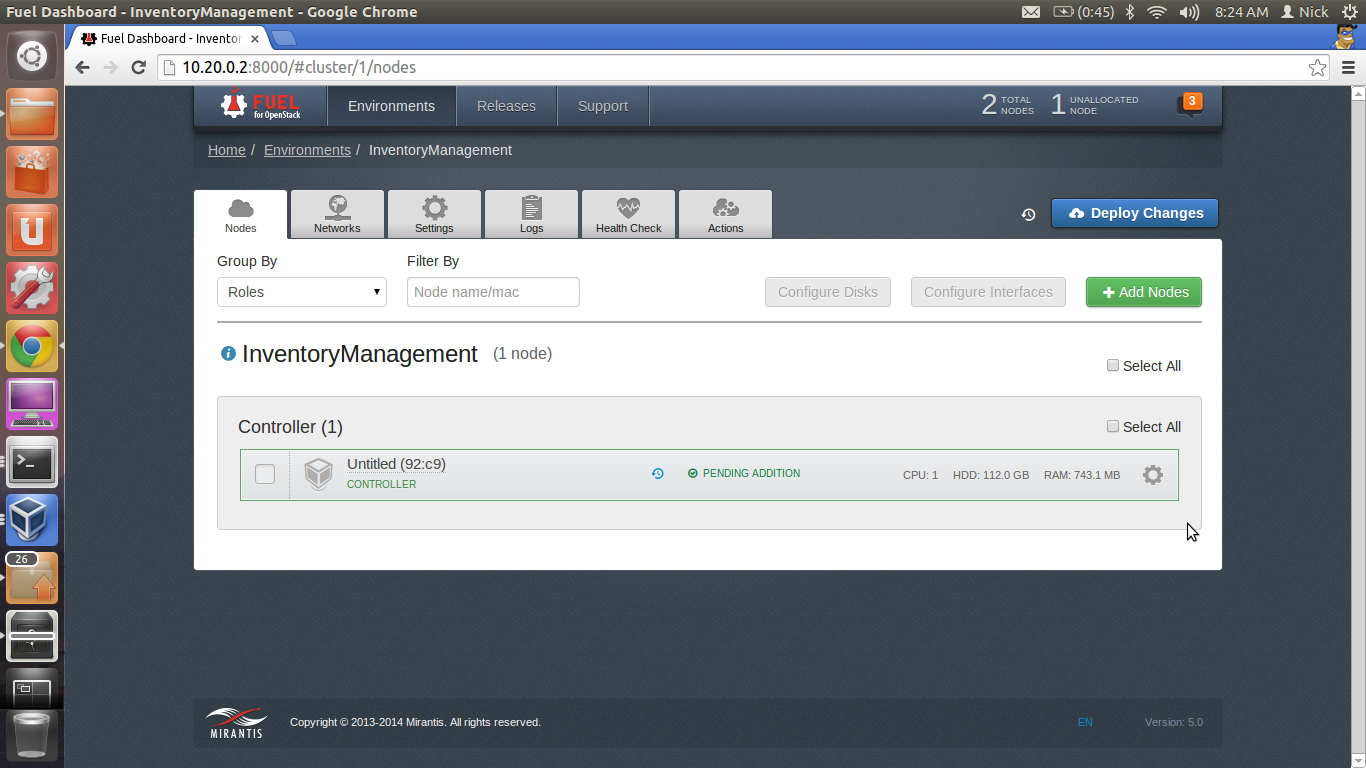 Fuel Dashboard - InventoryManagement - Google Chrome
(0:45) 8:24 AM Nick
Fuel Dashboard - Inventor
10.20.0.2:8000/#cluster/1/nodes
FUEL
for OpenStack
Environments
Releases
Support
2 TOTAL NODES
1 UNALLOCATED NODE
3
Home / Environments / InventoryManagement
Nodes
Networks
Settings
Logs
Health Check
Actions
Deploy Changes
Group By
Filter By
Roles
Node name/mac
Configure Disks
Configure Interfaces
Add Nodes
InventoryManagement (1 node)
Select All
Controller (1)
Select All
Untitled (92:c9)
CONTROLLER
PENDING ADDITION
CPU: 1 HDD: 112.0 GB RAM: 743.1 MB
26
MIRANTIS
Copyright © 2013-2014 Mirantis. All rights reserved.
EN
Version: 5.0